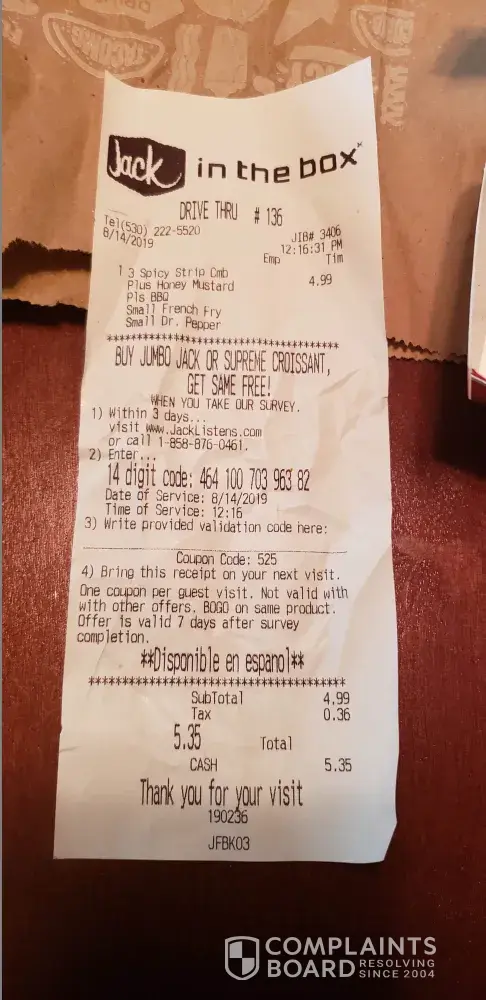 Jack in the box
DRIVE THRU # 136
Tel(530) 222-5520
JIB# 3406
8/14/2019
12:16:31 PM
Emp Tim
1 3 Spicy Strip Cmb 4.99
Plus Honey Mustard
Pls BBQ
Small French Fry
Small Dr. Pepper
********************************
BUY JUMBO JACK OR SUPREME CROISSANT,
GET SAME FREE!
WHEN YOU TAKE OUR SURVEY.
1) Within 3 days...
visit www.JackListens.com
or call 1-858-876-0461.
2) Enter...
14 digit code: 464 100 703 963 82
Date Of Service: 8/14/2019
Time of Service: 12:16
3) Write provided validation code here:
Coupon Code: 525
4) Bring this receipt on your next visit.
One coupon per guest visit. Not valid with
with other offers. BOGO on same product.
Offer is valid 7 days after survey
completion.
**Disponible en espanol**
***********************************
SubTotal 4.99
Tax 0.36
5.35 Total
CASH 5.35
Thank you for your visit
190236
JFBK03
COMPLAINTS
BOARD RESOLVING
SINCE 2004